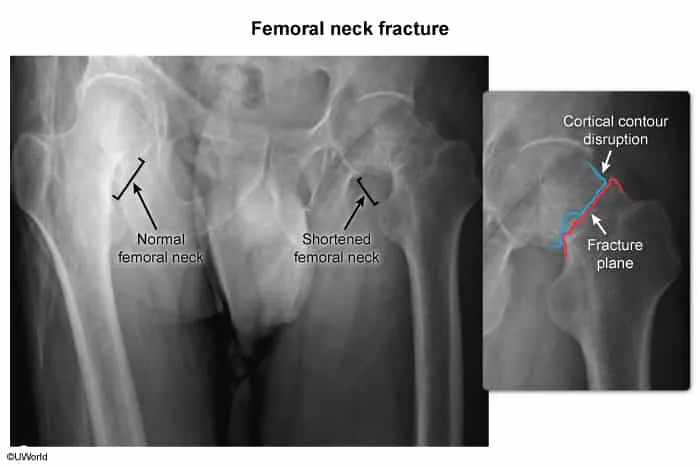 Femoral neck fracture
Cortical contour
disruption
Normal
femoral neck
Shortened
femoral neck
Fracture
plane
©UWorld